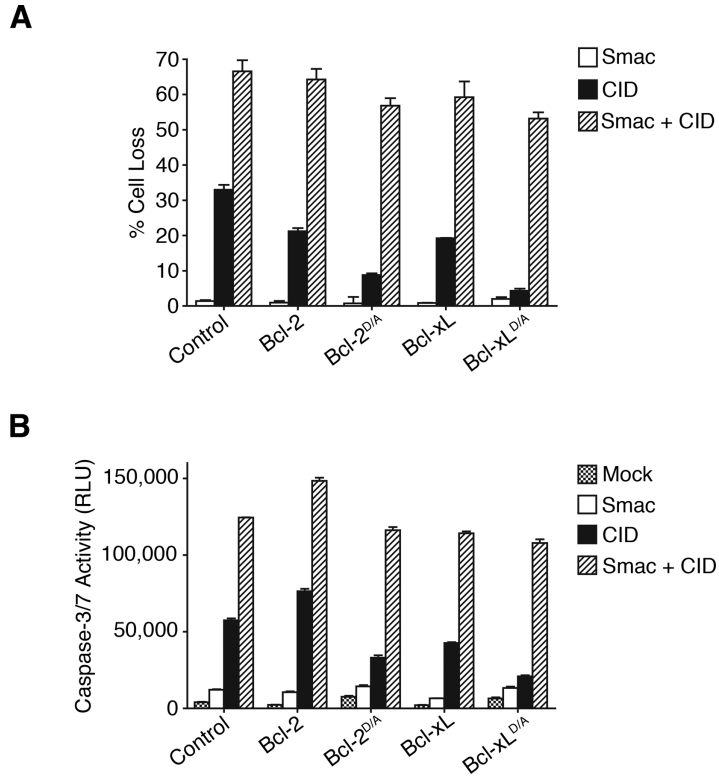 A
70
60
50
40
30
20
10
0
% Cell Loss
Control
Bcl-2
Bcl-2D/A
Bcl-xL
Bcl-xLD/A
Smac
CID
Smac + CID
B
150,000
100,000
50,000
0
Caspase-3/7 Activity (RLU)
Control
Bcl-2
Bcl-2D/A
Bcl-xL
Bcl-xLD/A
Mock
Smac
CID
Smac + CID